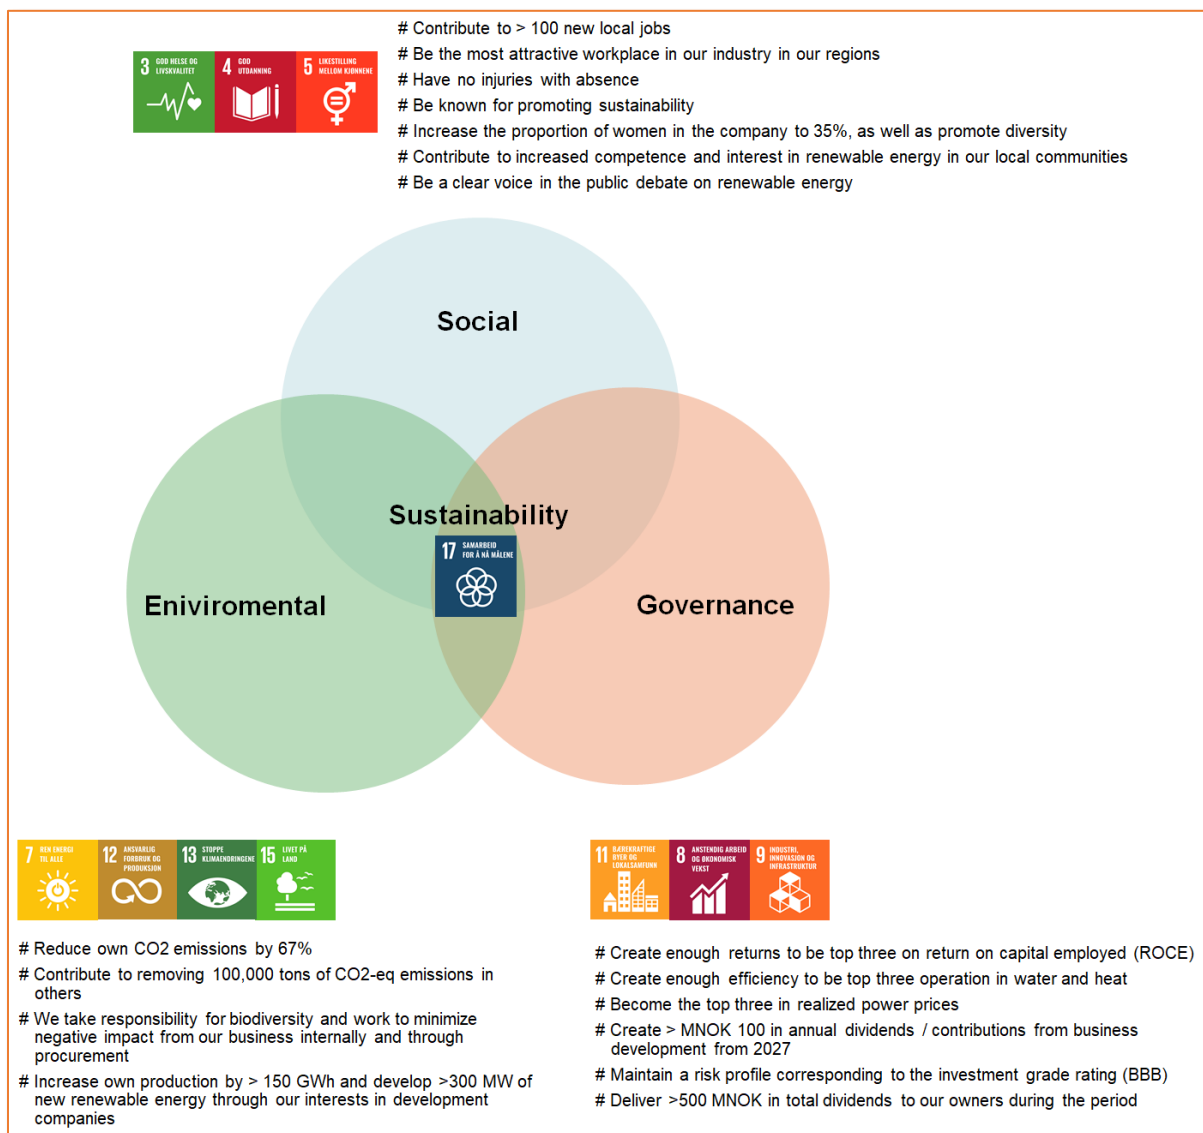 # Contribute to > 100 new local jobs
# Be the most attractive workplace in our industry in our regions
# Have no injuries with absence
# Be known for promoting sustainability
# Increase the proportion of women in the company to 35%, as well as promote diversity
# Contribute to increased competence and interest in renewable energy in our local communities
# Be a clear voice in the public debate on renewable energy
3 GOD HELSE OG
LIVSKVALITET
4 GOD
UTDANNING
5 LIKESTILLING
MELLOM KJØNNENE
Social
Sustainability
17 SAMARBEID
FOR Å NÅ MÅLENE
Eniviromental
Governance
7 REN ENERGI
TIL ALLE
12 ANSVARLIG
FORBRUK OG
PRODUKSJON
13 STOPPE
KLIMAENDRINGENE
15 LIVET PÅ
LAND
# Reduce own CO2 emissions by 67%
# Contribute to removing 100,000 tons of CO2-eq emissions in
others
# We take responsibility for biodiversity and work to minimize
negative impact from our business internally and through
procurement
# Increase own production by > 150 GWh and develop >300 MW of
new renewable energy through our interests in development
companies
11 BÆREKRAFTIGE
BYER OG
LOKALSAMFUNN
8 ANSTENDIG ARBEID
OG ØKONOMISK
VEKST
9 INDUSTRI,
INNOVASJON OG
INFRASTRUKTUR
# Create enough returns to be top three on return on capital employed (ROCE)
# Create enough efficiency to be top three operation in water and heat
# Become the top three in realized power prices
# Create > MNOK 100 in annual dividends / contributions from business
development from 2027
# Maintain a risk profile corresponding to the investment grade rating (BBB)
# Deliver >500 MNOK in total dividends to our owners during the period